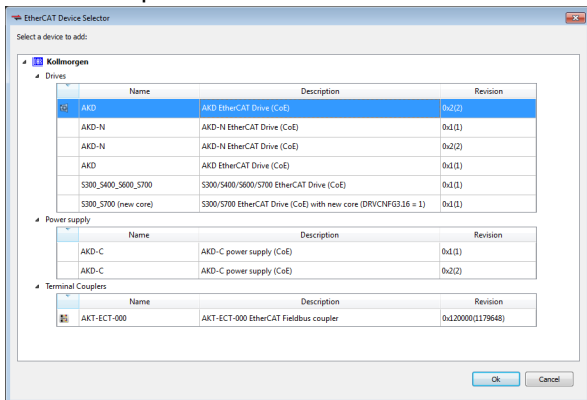 EtherCAT Device Selector
Select a device to add:
Kollmorgen
Drives
Name Description Revision
AKD AKD EtherCAT Drive (CoE) 0x2(2)
AKD-N AKD-N EtherCAT Drive (CoE) 0x1(1)
AKD-N AKD-N EtherCAT Drive (CoE) 0x2(2)
AKD AKD EtherCAT Drive (CoE) 0x1(1)
S300_S400_S600_S700 S300/S400/S600/S700 EtherCAT Drive (CoE) 0x1(1)
S300_S700 (new core) S300/S700 EtherCAT Drive (CoE) with new core (DRVCNFG3.16 = 1) 0x1(1)
Power supply
Name Description Revision
AKD-C AKD-C power supply (CoE) 0x1(1)
AKD-C AKD-C power supply (CoE) 0x2(2)
Terminal Couplers
Name Description Revision
AKT-ECT-000 AKT-ECT-000 EtherCAT Fieldbus coupler 0x120000(1179648)
Ok Cancel